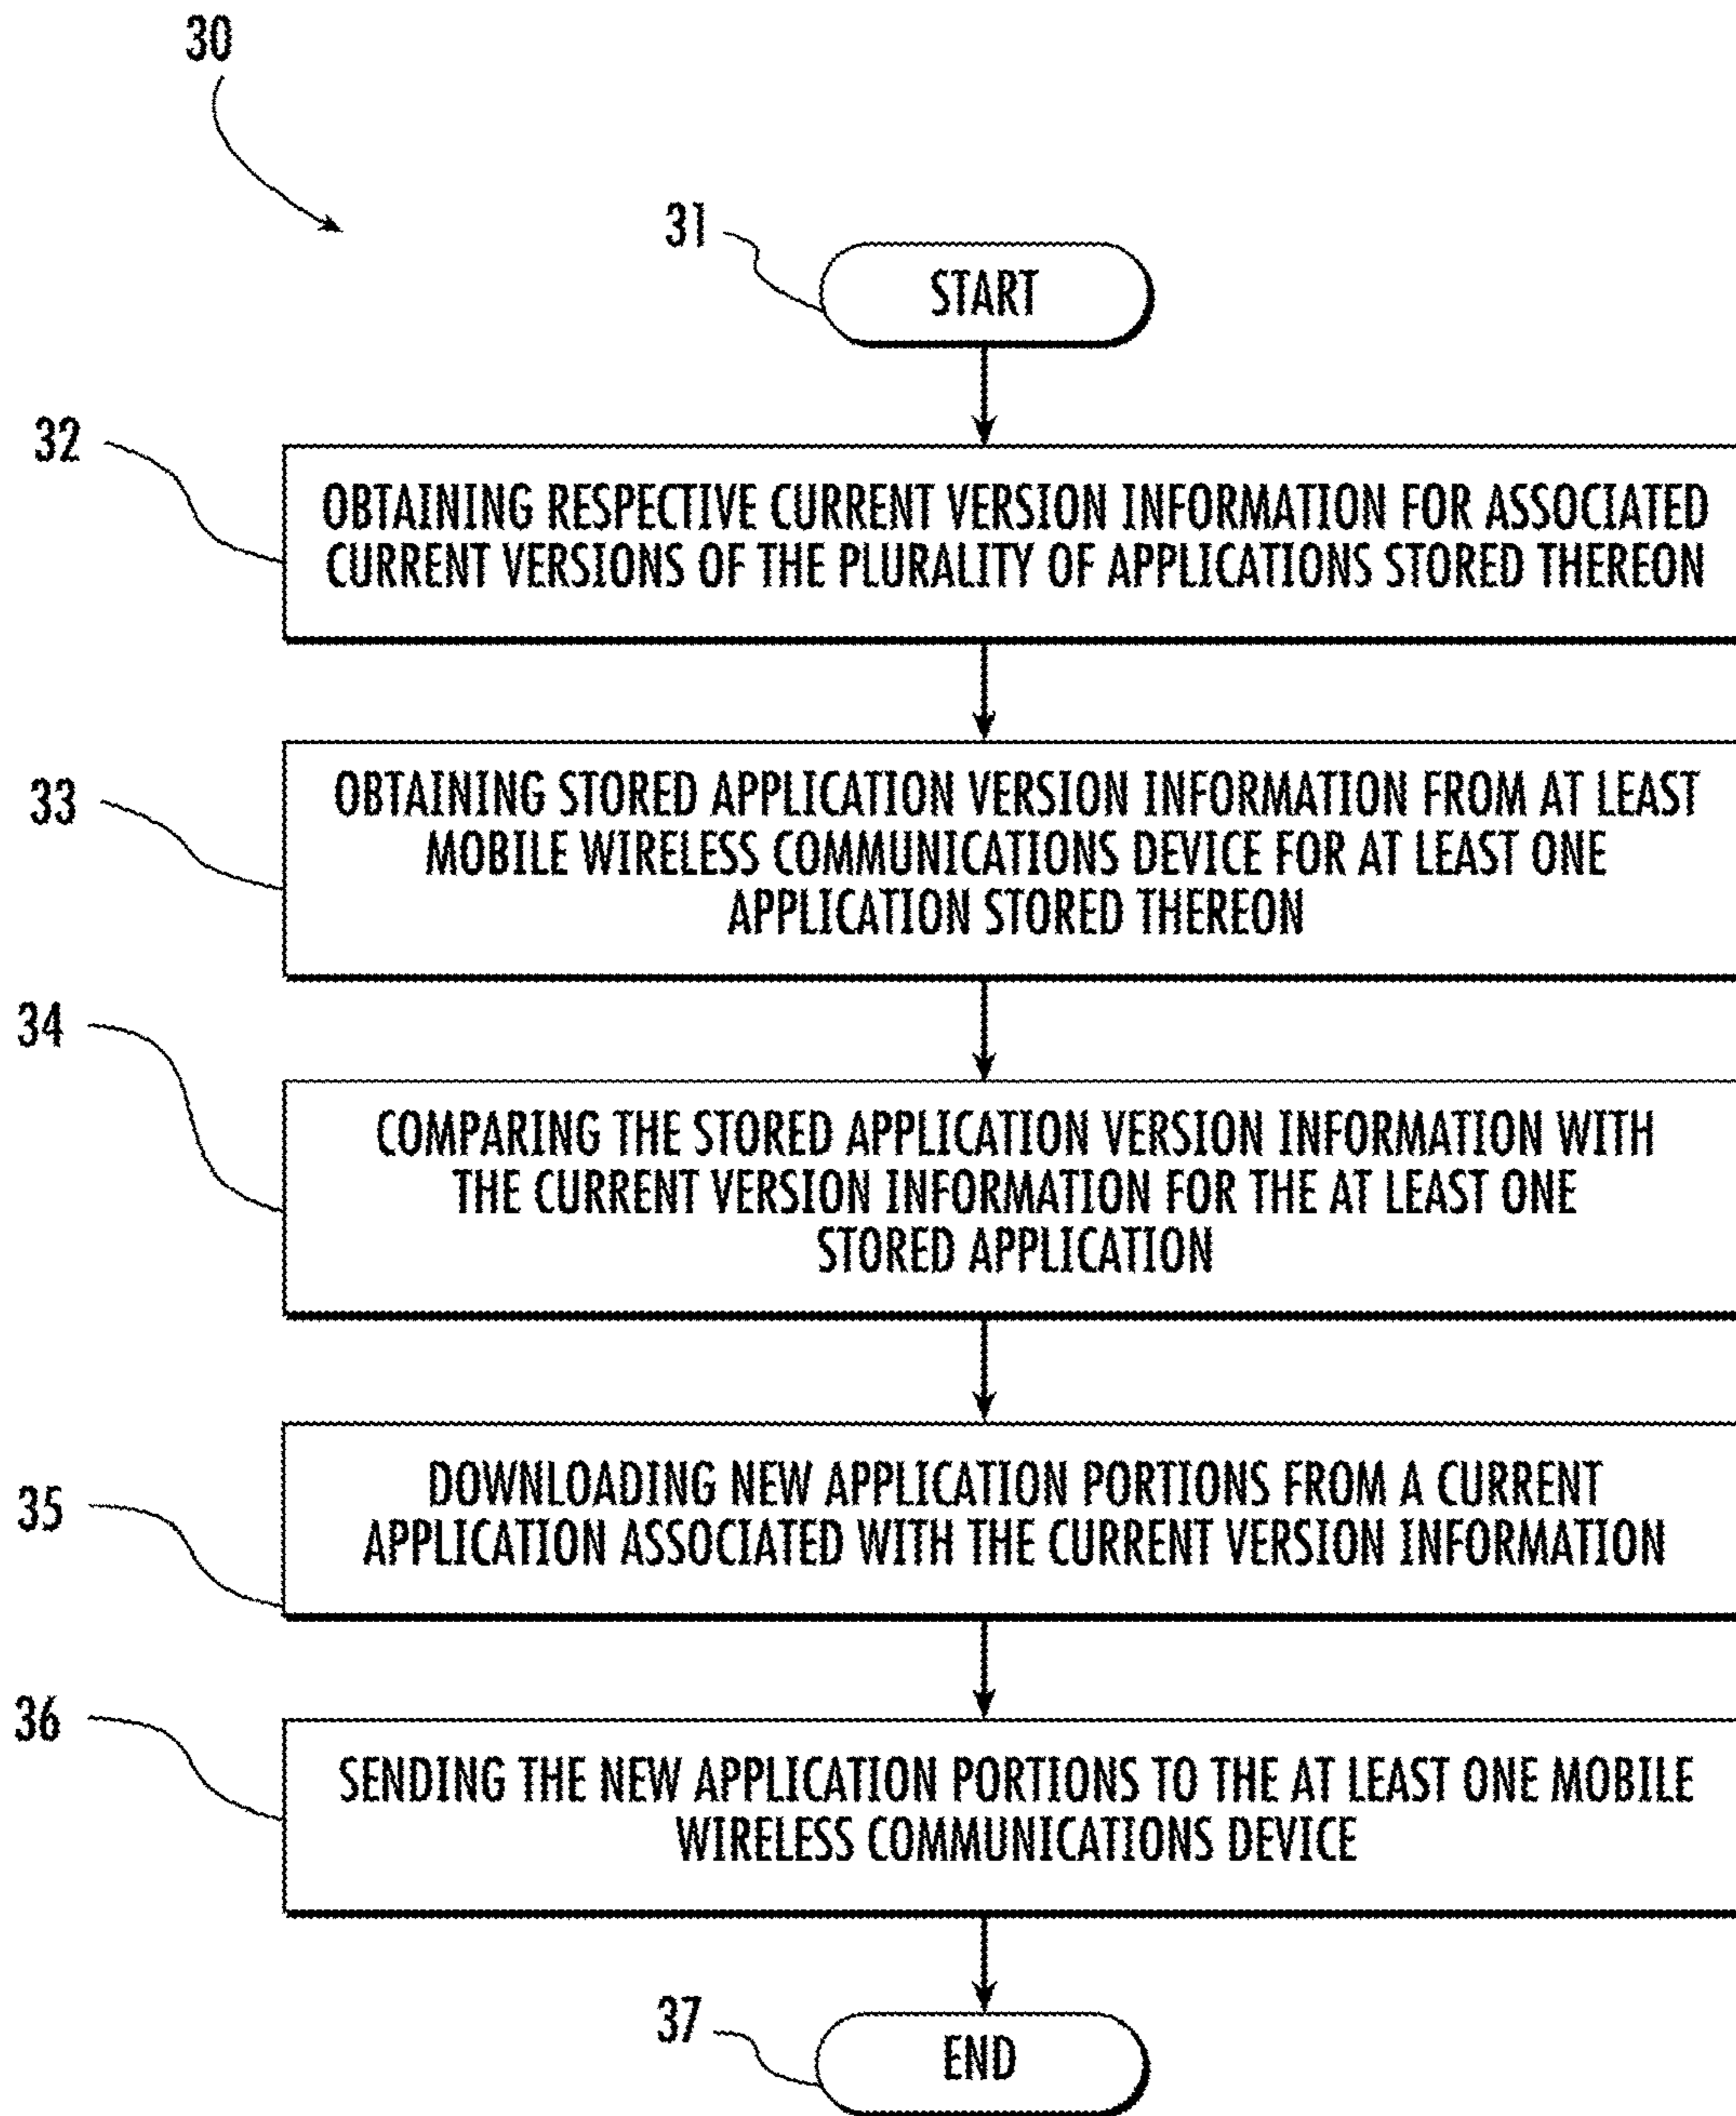 30
31
START
32
OBTAINING RESPECTIVE CURRENT VERSION INFORMATION FOR ASSOCIATED
CURRENT VERSIONS OF THE PLURALITY OF APPLICATIONS STORED THEREON
33
OBTAINING STORED APPLICATION VERSION INFORMATION FROM AT LEAST
MOBILE WIRELESS COMMUNICATIONS DEVICE FOR AT LEAST ONE
APPLICATION STORED THEREON
34
COMPARING THE STORED APPLICATION VERSION INFORMATION WITH
THE CURRENT VERSION INFORMATION FOR THE AT LEAST ONE
STORED APPLICATION
35
DOWNLOADING NEW APPLICATION PORTIONS FROM A CURRENT
APPLICATION ASSOCIATED WITH THE CURRENT VERSION INFORMATION
36
SENDING THE NEW APPLICATION PORTIONS TO THE AT LEAST ONE MOBILE
WIRELESS COMMUNICATIONS DEVICE
37
END